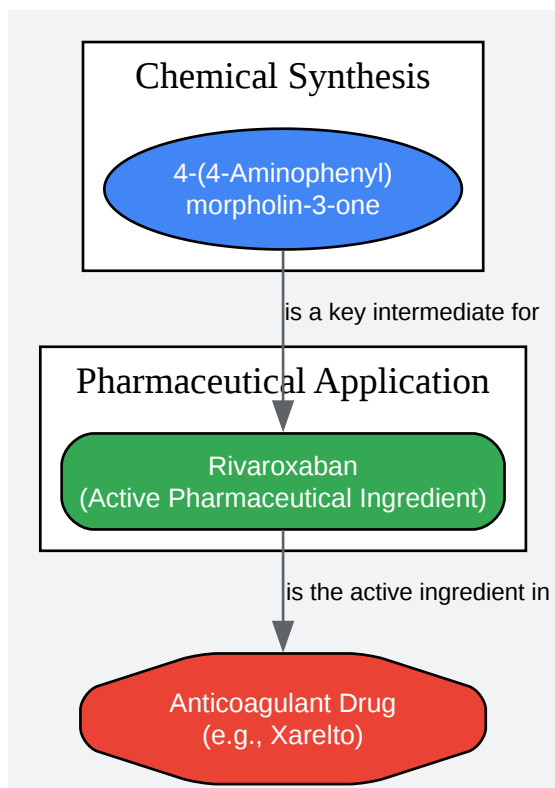 Chemical Synthesis
4-(4-Aminophenyl)
morpholin-3-one
is a key intermediate for
Pharmaceutical Application
Rivaroxaban
(Active Pharmaceutical Ingredient)
is the active ingredient in
Anticoagulant Drug
(e.g., Xarelto)